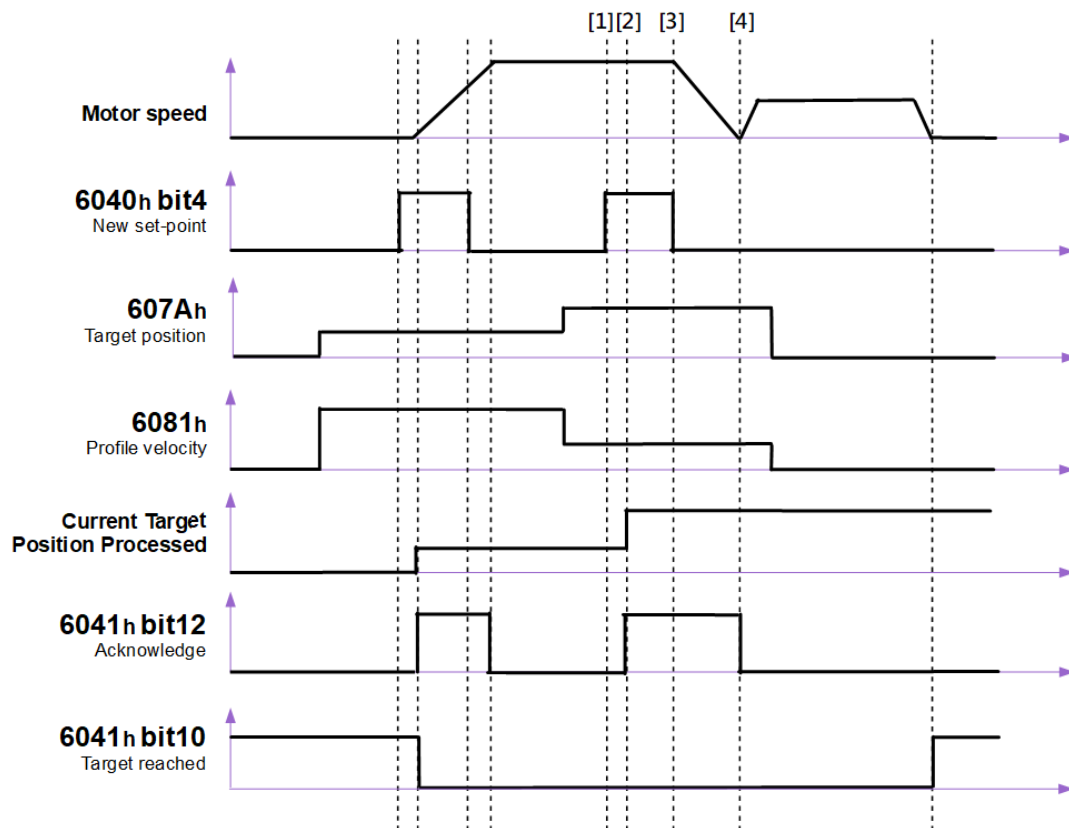 [1] [2] [3] [4]
Motor speed
6040h bit4
New set-point
607Ah
Target position
6081h
Profile velocity
Current Target
Position Processed
6041h bit12
Acknowledge
6041h bit10
Target reached